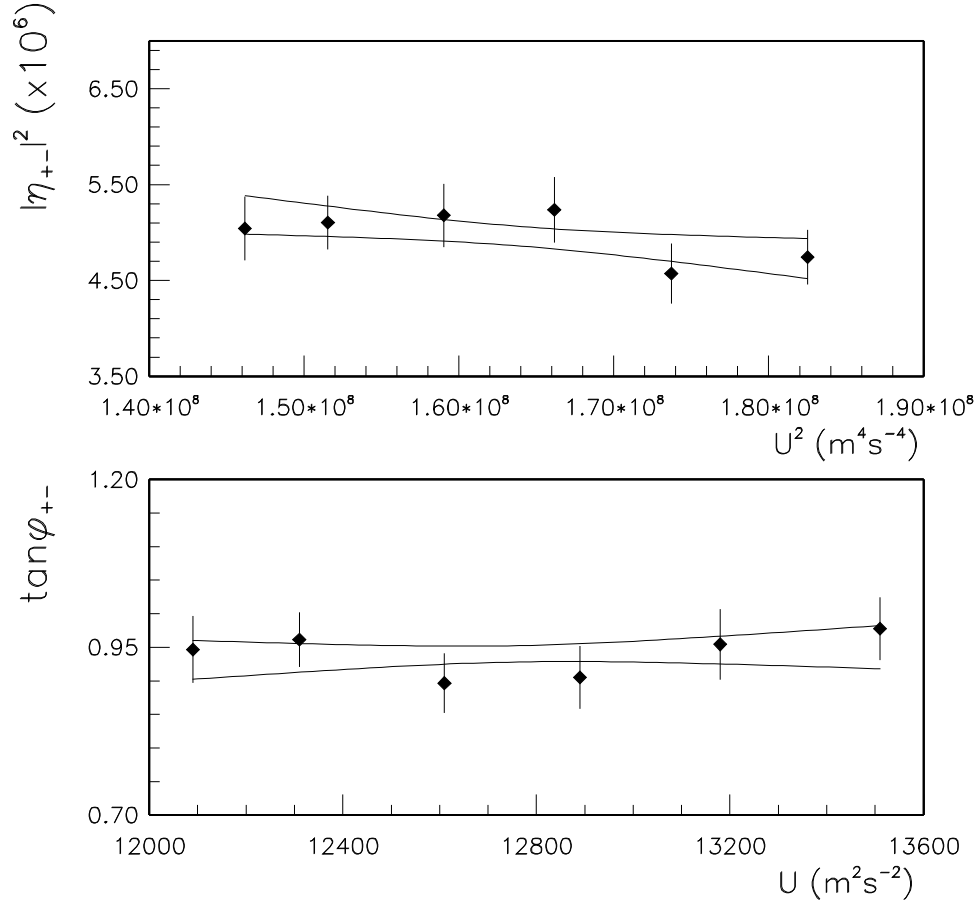 |η₊₋|² (x10⁶)
6.50
5.50
4.50
3.50
1.40*10⁸ 1.50*10⁸ 1.60*10⁸ 1.70*10⁸ 1.80*10⁸ 1.90*10⁸
U² (m⁴s⁻⁴)
tanφ₊₋
1.20
0.95
0.70
12000 12400 12800 13200 13600
U (m²s⁻²)